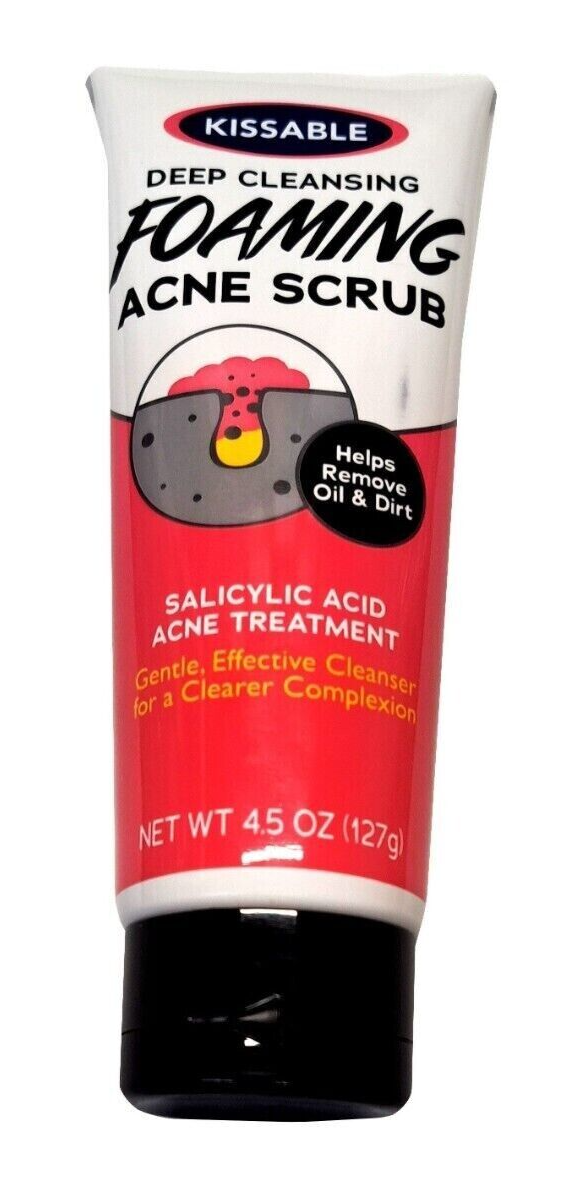 KISSABLE
DEEP CLEANSING
FOAMING
ACNE SCRUB
Helps
Remove
Oil & Dirt
SALICYLIC ACID
ACNE TREATMENT
Gentle, Effective Cleanser
for a Clearer Complexion
NET WT 4.5 OZ (127g)